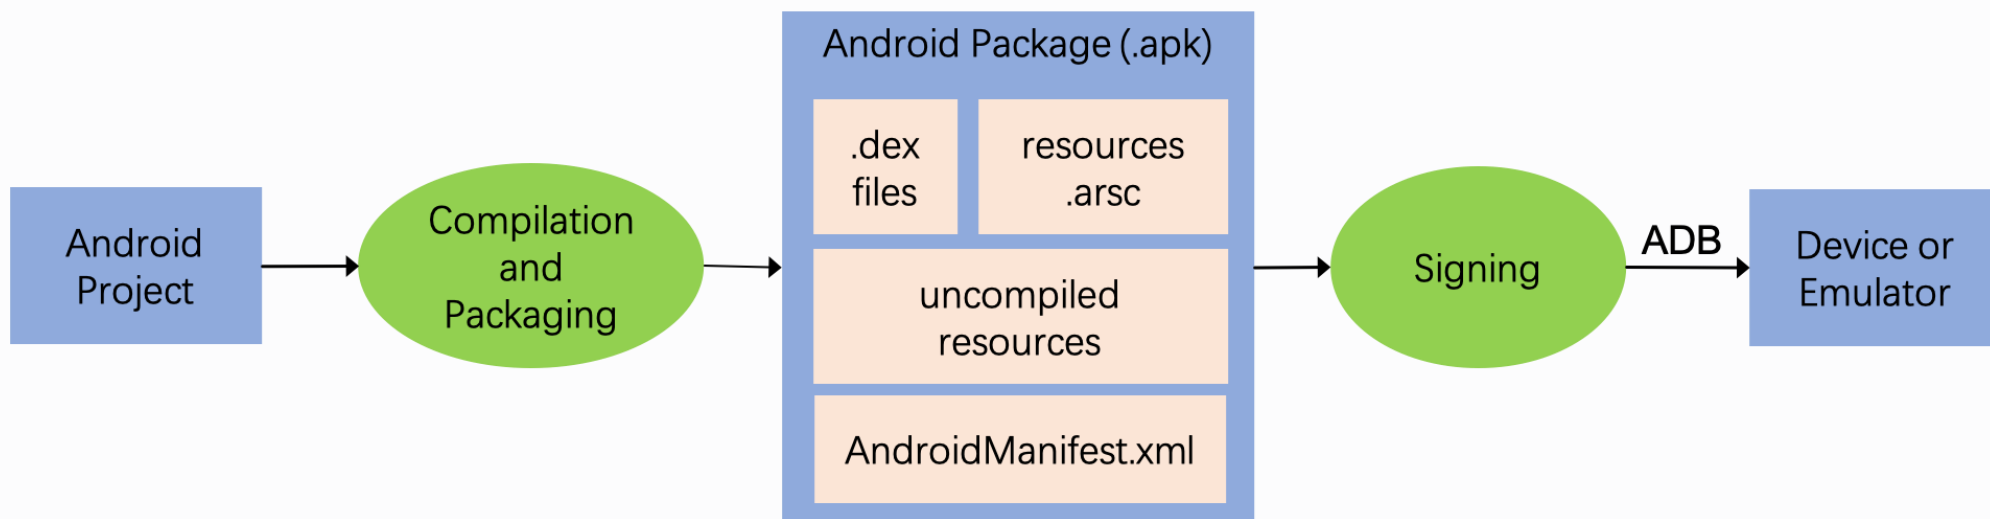 Android
Project
Compilation
and
Packaging
Android Package (.apk)
.dex
files
resources
.arsc
uncompiled
resources
AndroidManifest.xml
Signing
ADB
Device or
Emulator